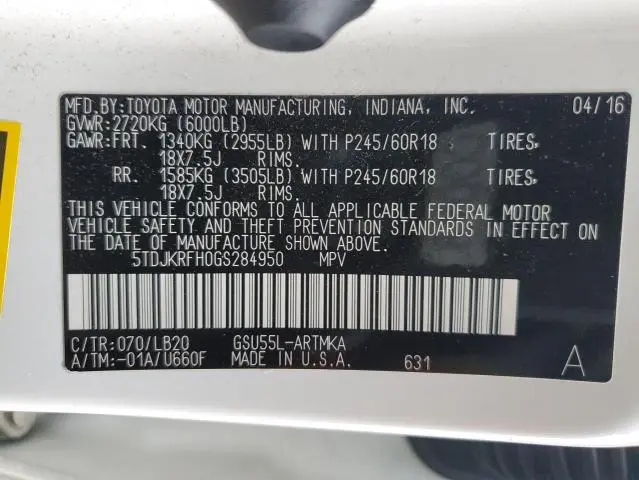 MFD.BY:TOYOTA MOTOR MANUFACTURING, INDIANA, INC. 04/16
GVWR:2720KG (6000LB)
GAWR:FRT. 1340KG (2955LB) WITH P245/60R18 TIRES,
18X7.5J RIMS.
RR. 1585KG (3505LB) WITH P245/60R18 TIRES,
18X7.5J RIMS.
THIS VEHICLE CONFORMS TO ALL APPLICABLE FEDERAL MOTOR
VEHICLE SAFETY AND THEFT PREVENTION STANDARDS IN EFFECT ON
THE DATE OF MANUFACTURE SHOWN ABOVE.
5TDJKRFH0GS284950 MPV
C/TR:070/LB20 GSU55L-ARTMKA
A/TM:-01A/U660F MADE IN U.S.A. 631 A